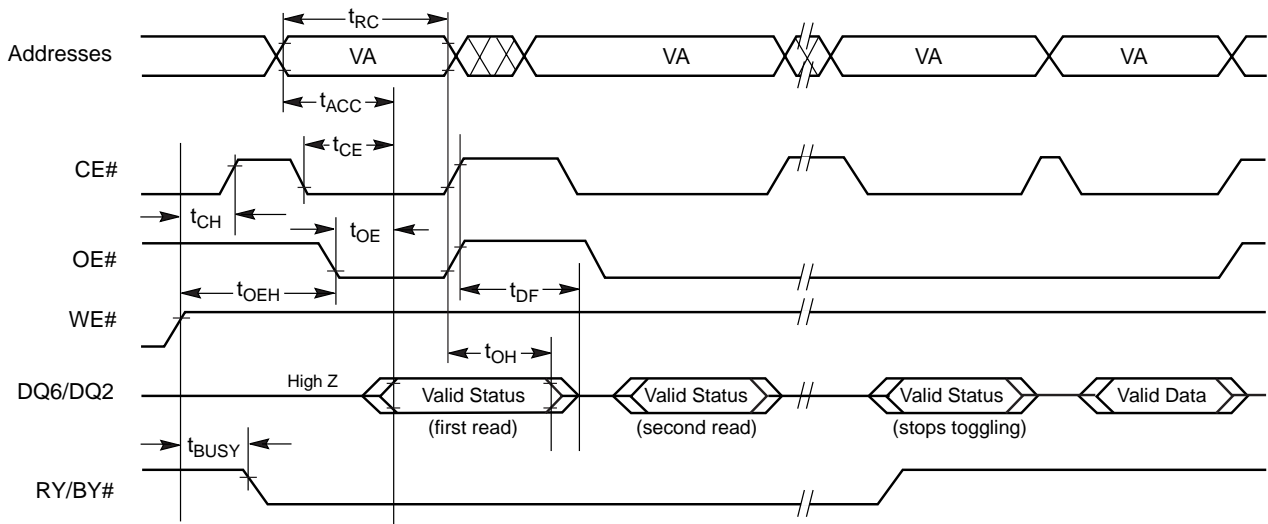 tRC
Addresses VA VA VA VA
tACC
tCE
CE#
tCH tOE
OE#
tOEH tDF
WE#
tOH
DQ6/DQ2 High Z Valid Status Valid Status Valid Status Valid Data
(first read) (second read) (stops toggling)
tBUSY
RY/BY#